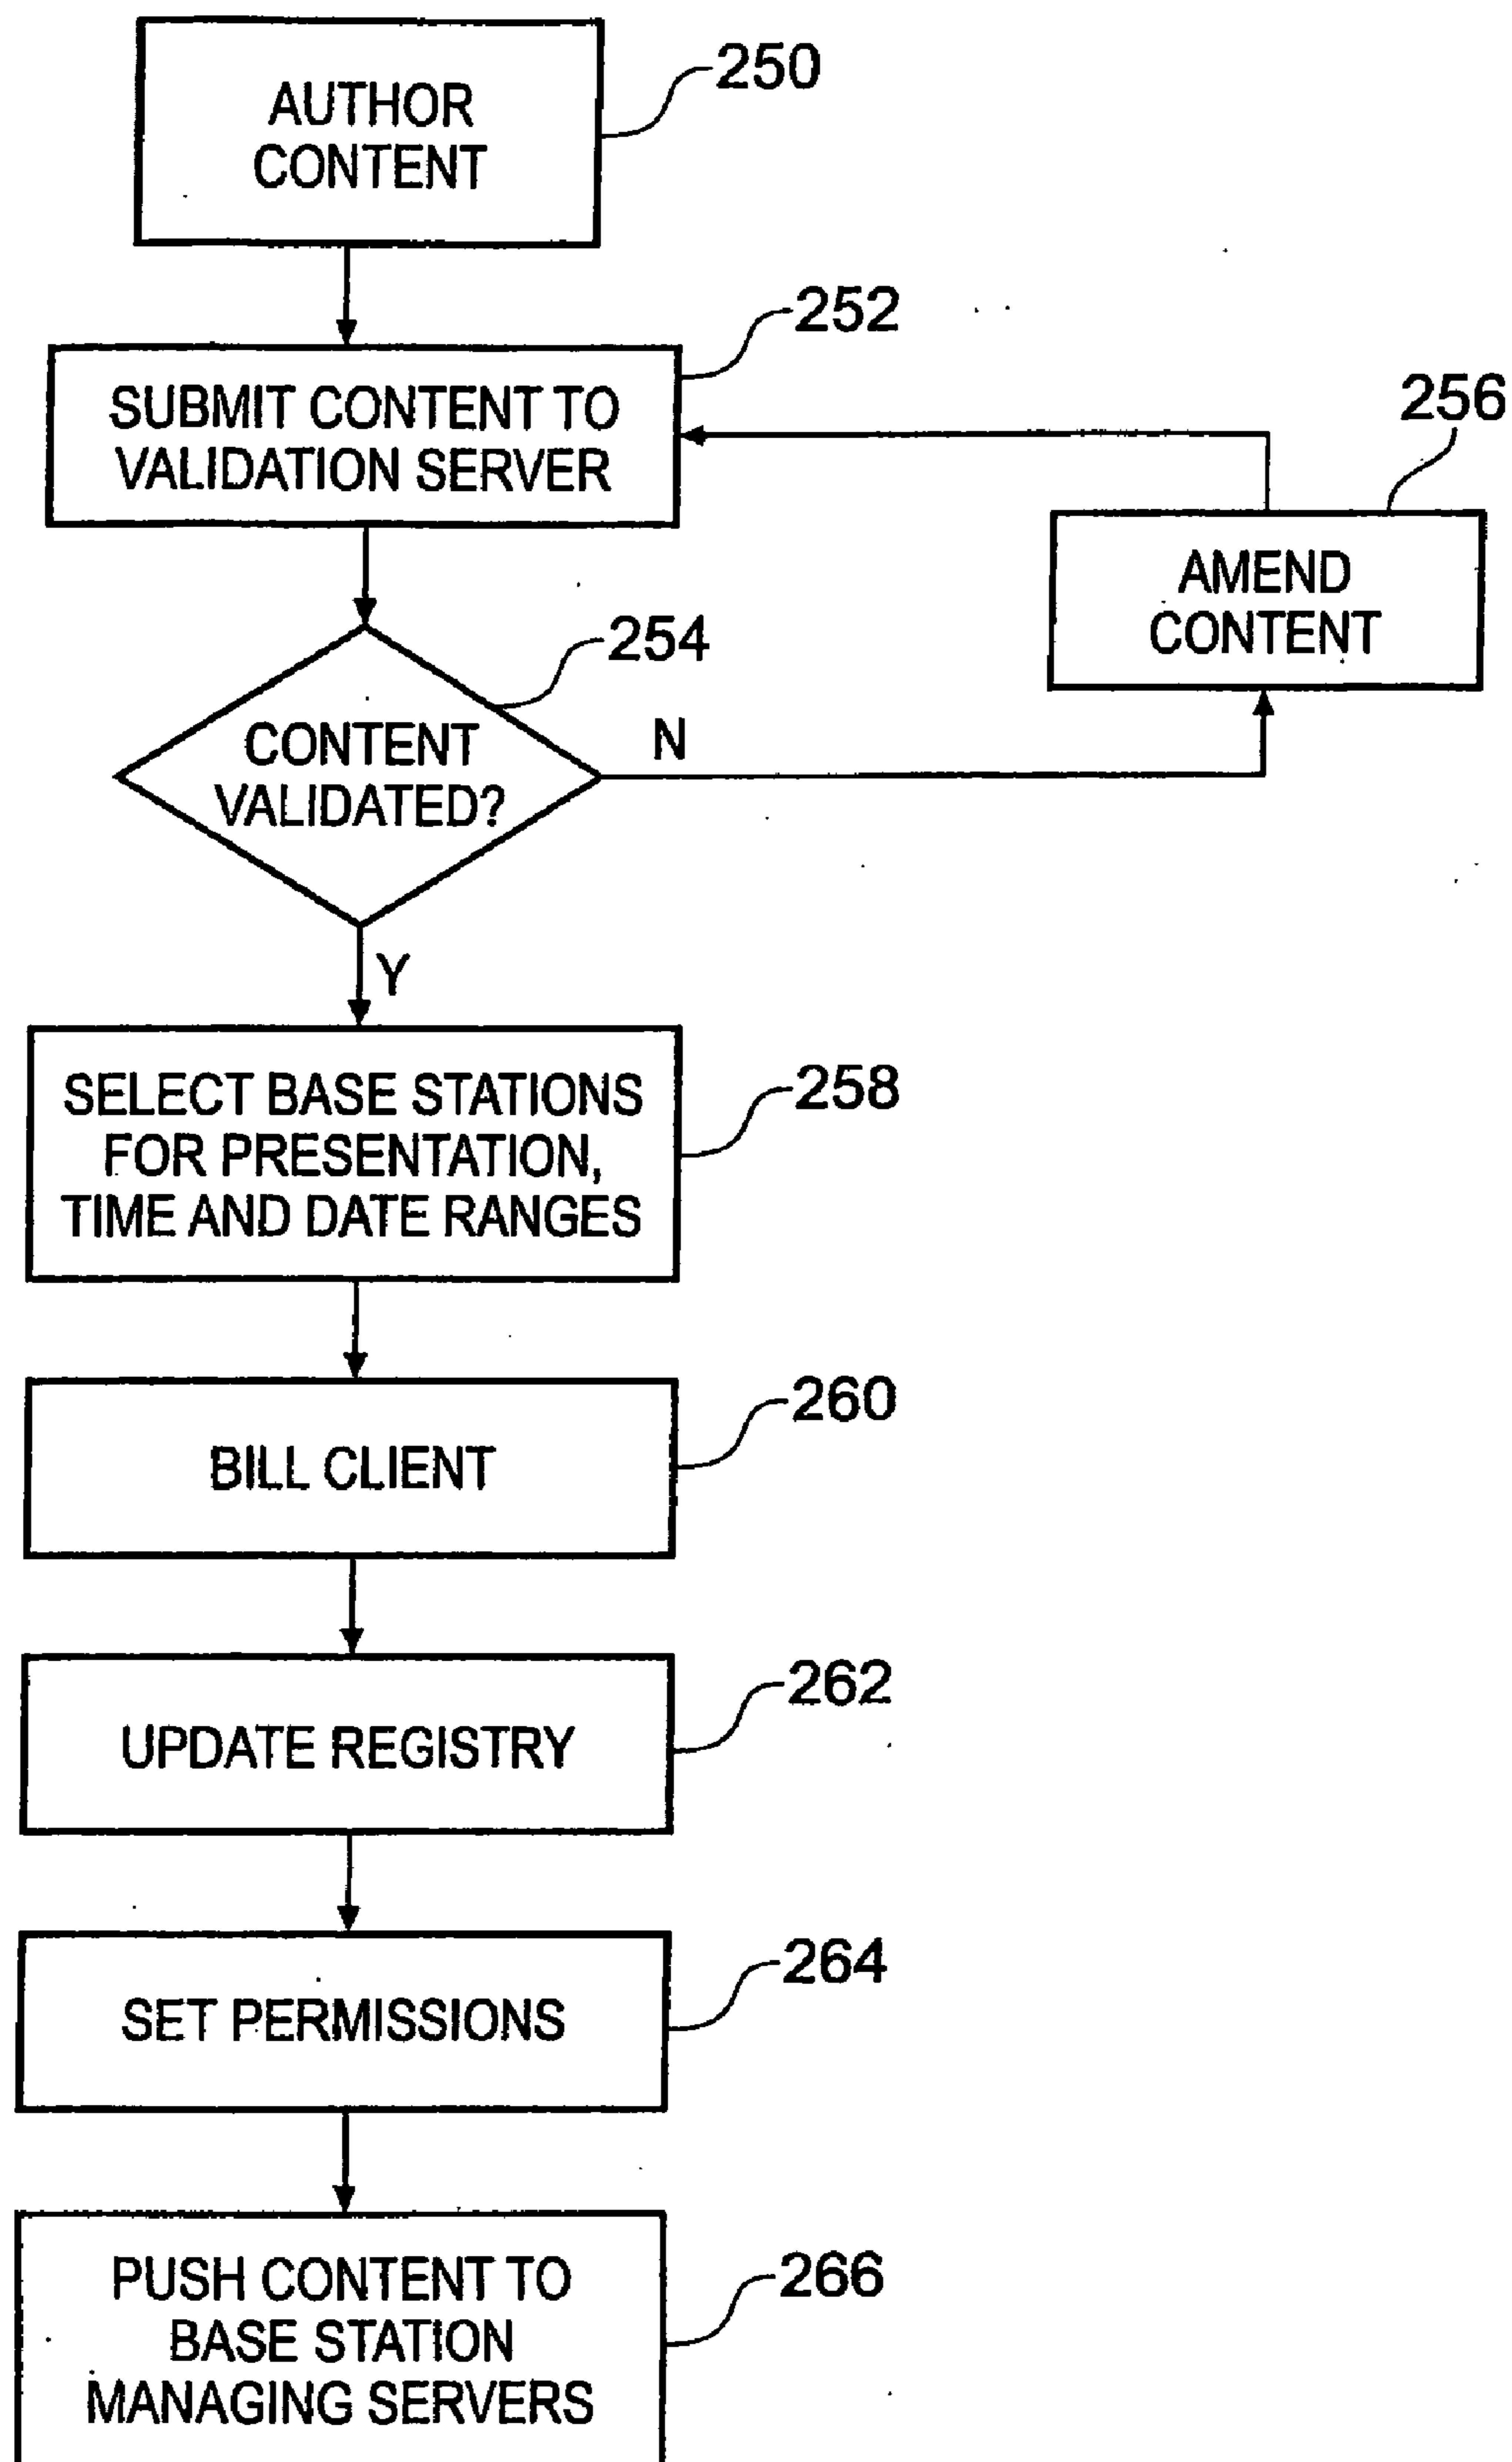 AUTHOR
CONTENT
250
SUBMIT CONTENT TO
VALIDATION SERVER
252
AMEND
CONTENT
256
CONTENT
VALIDATED?
254
N
Y
SELECT BASE STATIONS
FOR PRESENTATION,
TIME AND DATE RANGES
258
BILL CLIENT
260
UPDATE REGISTRY
262
SET PERMISSIONS
264
PUSH CONTENT TO
BASE STATION
MANAGING SERVERS
266